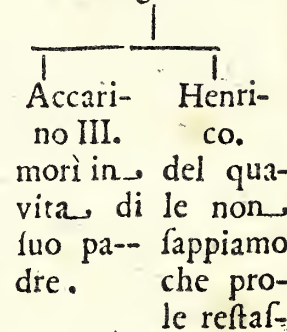 Accari-
no III.
morì in
vita di
ſuo pa--
dre.
Henri-
co.
del qua-
le non
ſappiamo
che pro-
le reſtaſ-